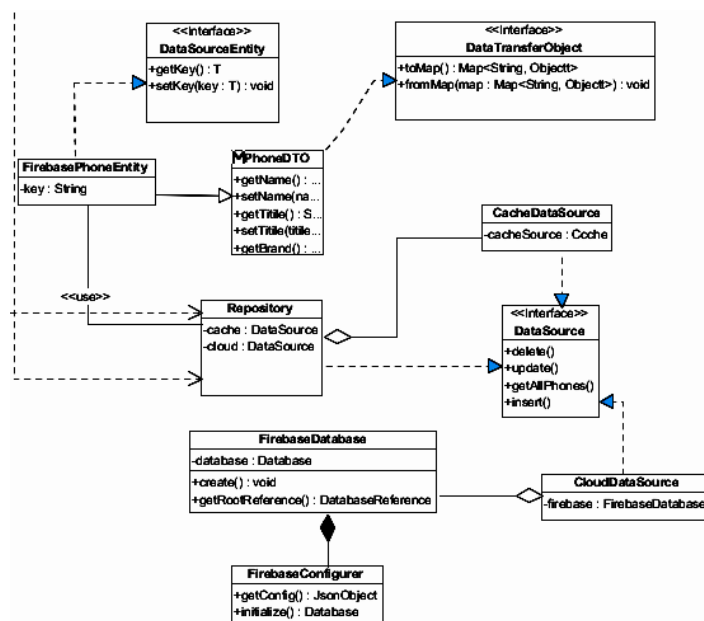 <<Interface>>
DataSourceEntity
+getKey() : T
+setKey(key : T) : void
<<Interface>>
DataTransferObject
+toMap() : Map<String, Objectt>
+fromMap(map : Map<String, Objectt>) : void
FirebasePhoneEntity
-key : String
MPhoneDTO
+getName() : ...
+setName(na...
+getTitile() : S...
+setTitile(titile...
+getBrand() : ...
CacheDataSource
-cacheSource : Ccche
<<use>>
Repository
-cache : DataSource
-cloud : DataSource
<<Interface>>
DataSource
+delete()
+update()
+getAllPhones()
+insert()
FirebaseDatabase
-database : Database
+create() : void
+getRootReference() : DatabaseReference
CloudDataSource
-firebase : FirebaseDatabase
FirebaseConfigurer
+getConfig() : JsonObject
+initialize() : Database